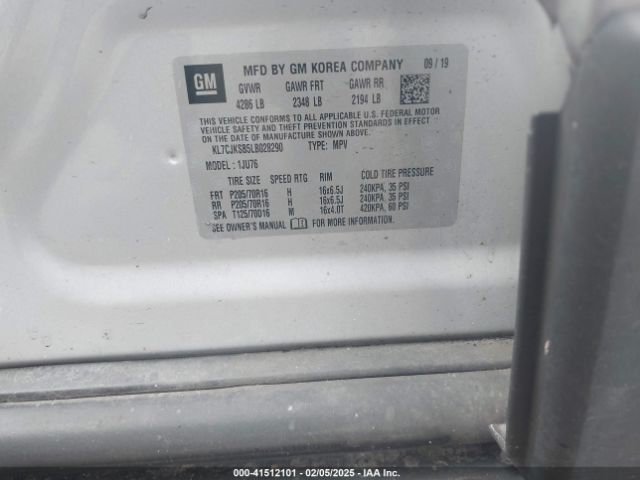 GM
MFD BY GM KOREA COMPANY 09/19
GVWR GAWR FRT GAWR RR
4286 LB 2348 LB 2194 LB
THIS VEHICLE CONFORMS TO ALL APPLICABLE U.S. FEDERAL MOTOR
VEHICLE SAFETY AND THEFT PREVENTION STANDARDS IN EFFECT ON THE
DATE OF MANUFACTURE SHOWN ABOVE.
KL7CJKSB5LB028290 TYPE: MPV
MODEL: 1JU76
TIRE SIZE SPEED RTG RIM COLD TIRE PRESSURE
FRT P205/70R16 H 16x6.5J 240KPA, 35 PSI
RR P205/70R16 H 16x6.5J 240KPA, 35 PSI
SPA T125/70D16 M 16x4.0T 420KPA, 60 PSI
SEE OWNER'S MANUAL FOR MORE INFORMATION.
000-41512101 - 02/05/2025 - IAA Inc.